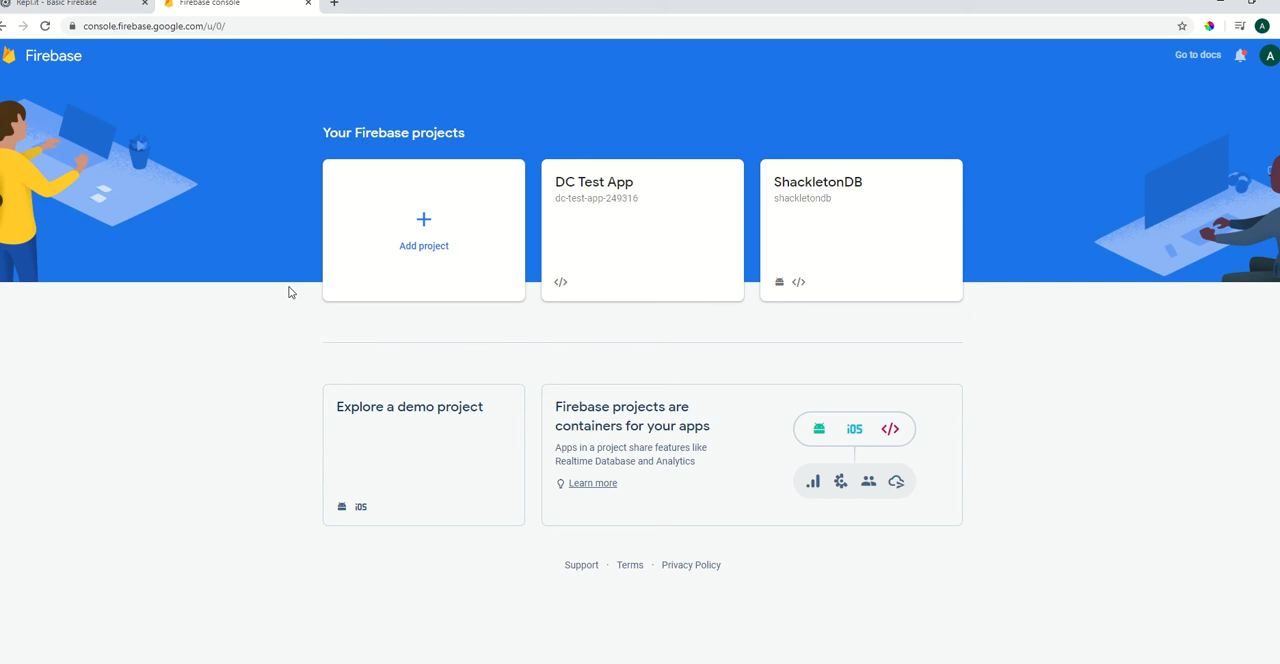 Repl.it - Basic Firebase
Firebase console
console.firebase.google.com/u/0/
A
Firebase
Go to docs
A
Your Firebase projects
Add project
DC Test App
dc-test-app-249316
</>
ShackletonDB
shackletondb
</>
Explore a demo project
iOS
Firebase projects are
containers for your apps
Apps in a project share features like
Realtime Database and Analytics
Learn more
iOS </>
Support · Terms · Privacy Policy